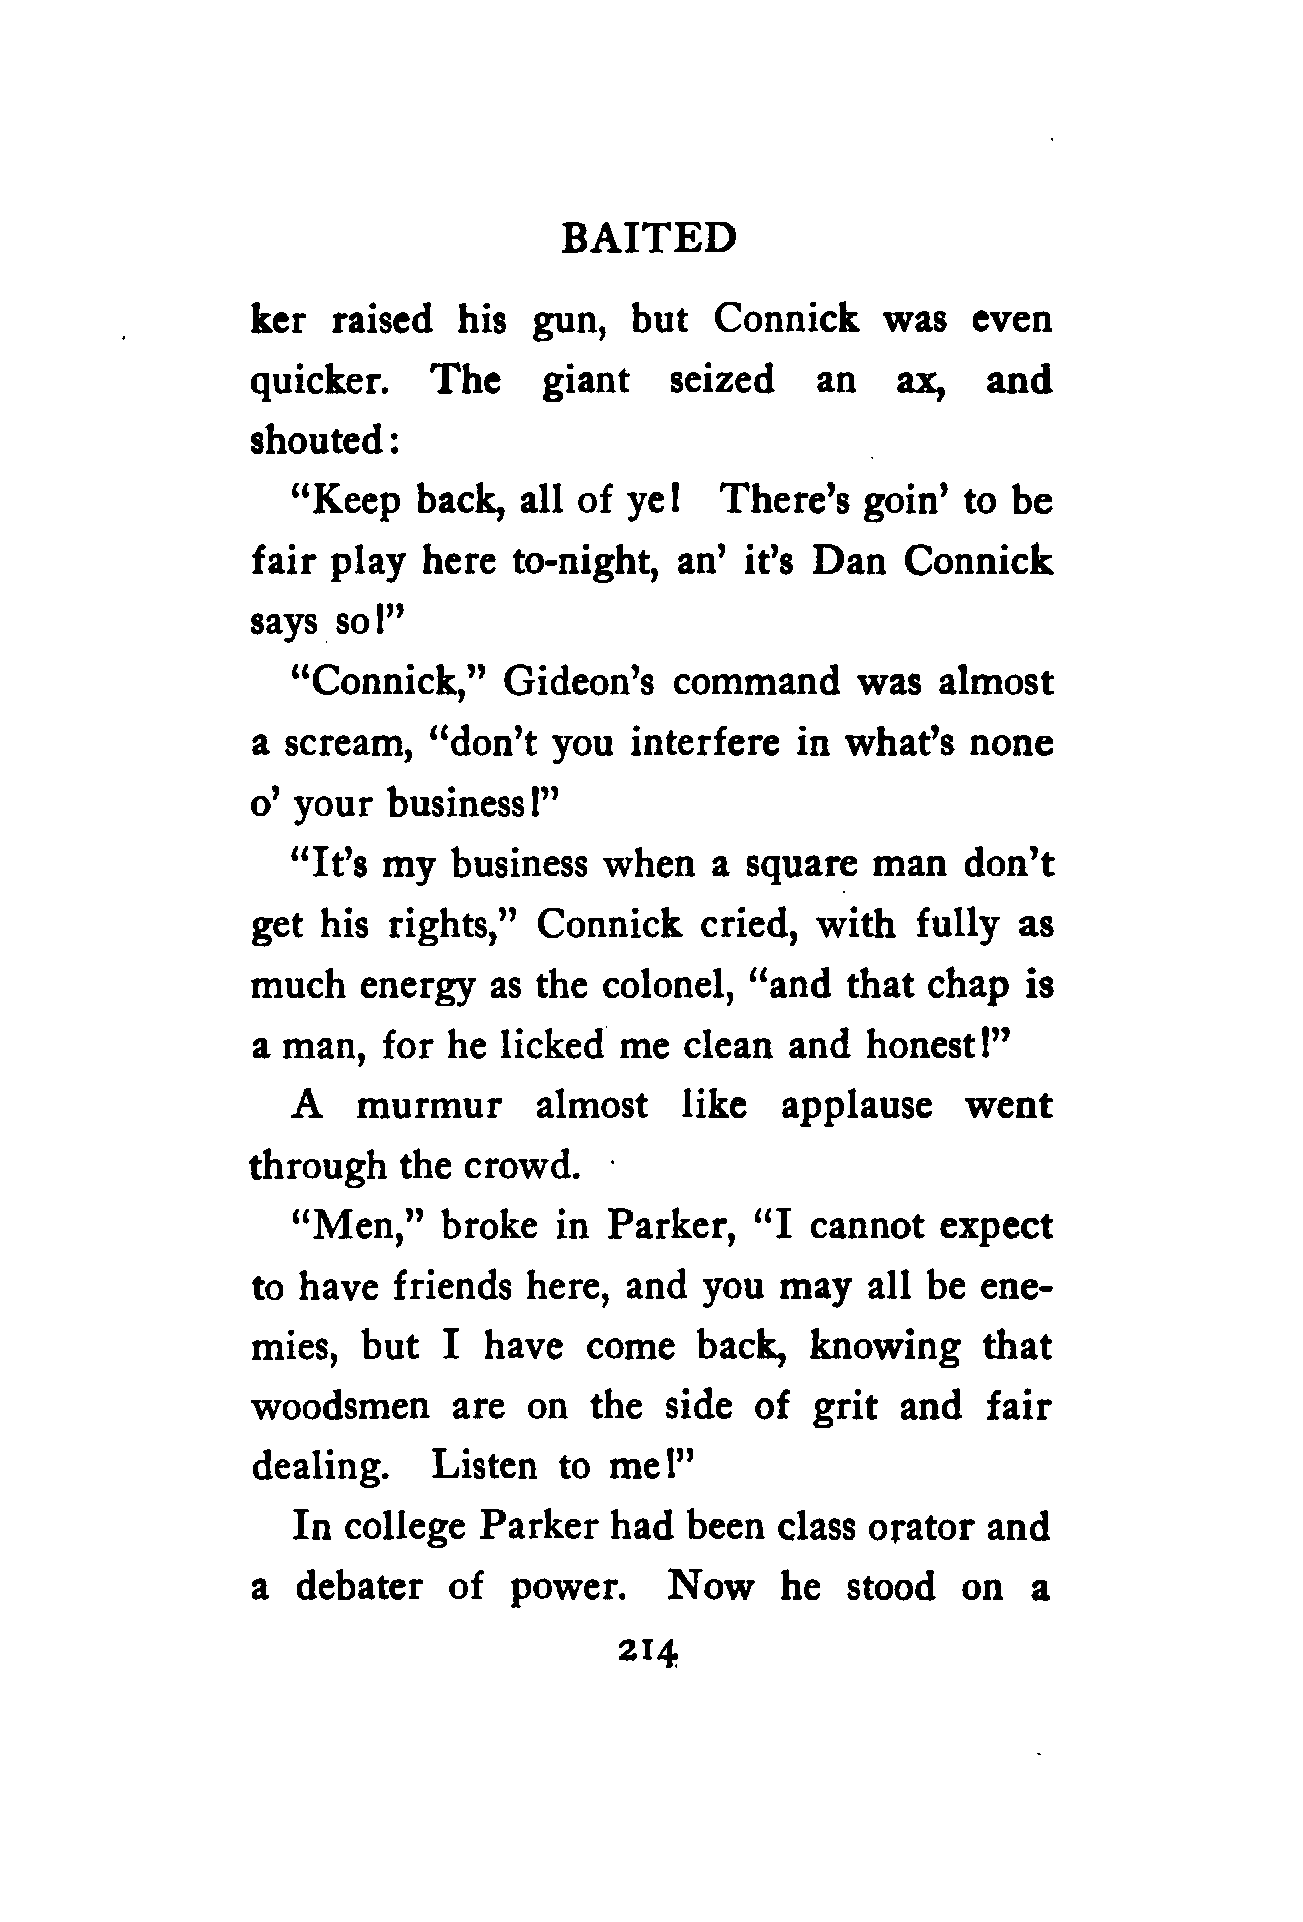 BAITED
ker raised his gun, but Connick was even
quicker. The giant seized an ax, and
shouted:
“Keep back, all of ye! There’s goin’ to be
fair play here to-night, an’ it’s Dan Connick
says so!”
“Connick,” Gideon’s command was almost
a scream, “don’t you interfere in what’s none
o’ your business!”
“It’s my business when a square man don’t
get his rights,” Connick cried, with fully as
much energy as the colonel, “and that chap is
a man, for he licked me clean and honest!”
A murmur almost like applause went
through the crowd.
“Men,” broke in Parker, “I cannot expect
to have friends here, and you may all be ene-
mies, but I have come back, knowing that
woodsmen are on the side of grit and fair
dealing. Listen to me!”
In college Parker had been class orator and
a debater of power. Now he stood on a
214